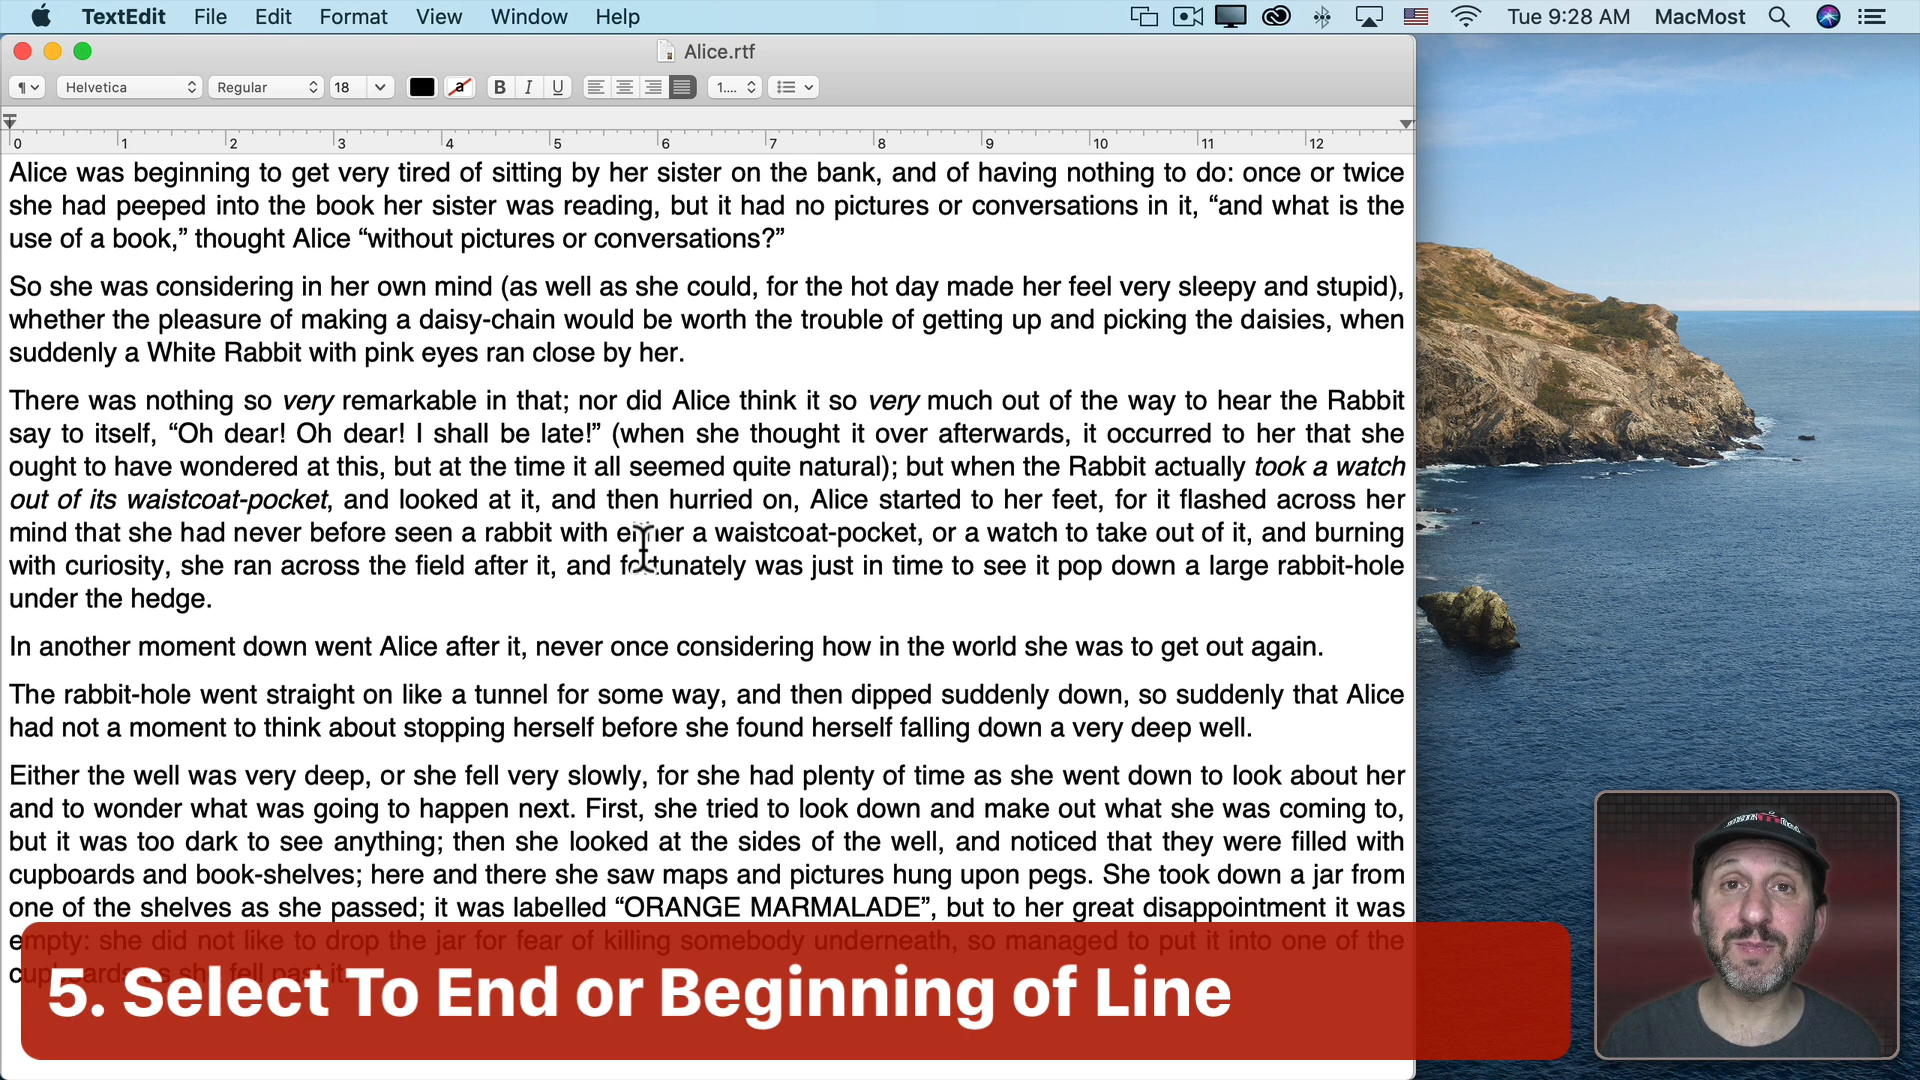 TextEdit File Edit Format View Window Help Tue 9:28 AM MacMost
Alice.rtf
¶ Helvetica Regular 18 a B I U 1....
0 1 2 3 4 5 6 7 8 9 10 11 12
Alice was beginning to get very tired of sitting by her sister on the bank, and of having nothing to do: once or twice
she had peeped into the book her sister was reading, but it had no pictures or conversations in it, “and what is the
use of a book,” thought Alice “without pictures or conversations?”
So she was considering in her own mind (as well as she could, for the hot day made her feel very sleepy and stupid),
whether the pleasure of making a daisy-chain would be worth the trouble of getting up and picking the daisies, when
suddenly a White Rabbit with pink eyes ran close by her.
There was nothing so very remarkable in that; nor did Alice think it so very much out of the way to hear the Rabbit
say to itself, “Oh dear! Oh dear! I shall be late!” (when she thought it over afterwards, it occurred to her that she
ought to have wondered at this, but at the time it all seemed quite natural); but when the Rabbit actually took a watch
out of its waistcoat-pocket, and looked at it, and then hurried on, Alice started to her feet, for it flashed across her
mind that she had never before seen a rabbit with either a waistcoat-pocket, or a watch to take out of it, and burning
with curiosity, she ran across the field after it, and fortunately was just in time to see it pop down a large rabbit-hole
under the hedge.
In another moment down went Alice after it, never once considering how in the world she was to get out again.
The rabbit-hole went straight on like a tunnel for some way, and then dipped suddenly down, so suddenly that Alice
had not a moment to think about stopping herself before she found herself falling down a very deep well.
Either the well was very deep, or she fell very slowly, for she had plenty of time as she went down to look about her
and to wonder what was going to happen next. First, she tried to look down and make out what she was coming to,
but it was too dark to see anything; then she looked at the sides of the well, and noticed that they were filled with
cupboards and book-shelves; here and there she saw maps and pictures hung upon pegs. She took down a jar from
one of the shelves as she passed; it was labelled “ORANGE MARMALADE”, but to her great disappointment it was
empty: she did not like to drop the jar for fear of killing somebody underneath, so managed to put it into one of the
cupboards as she fell past it.
5. Select To End or Beginning of Line